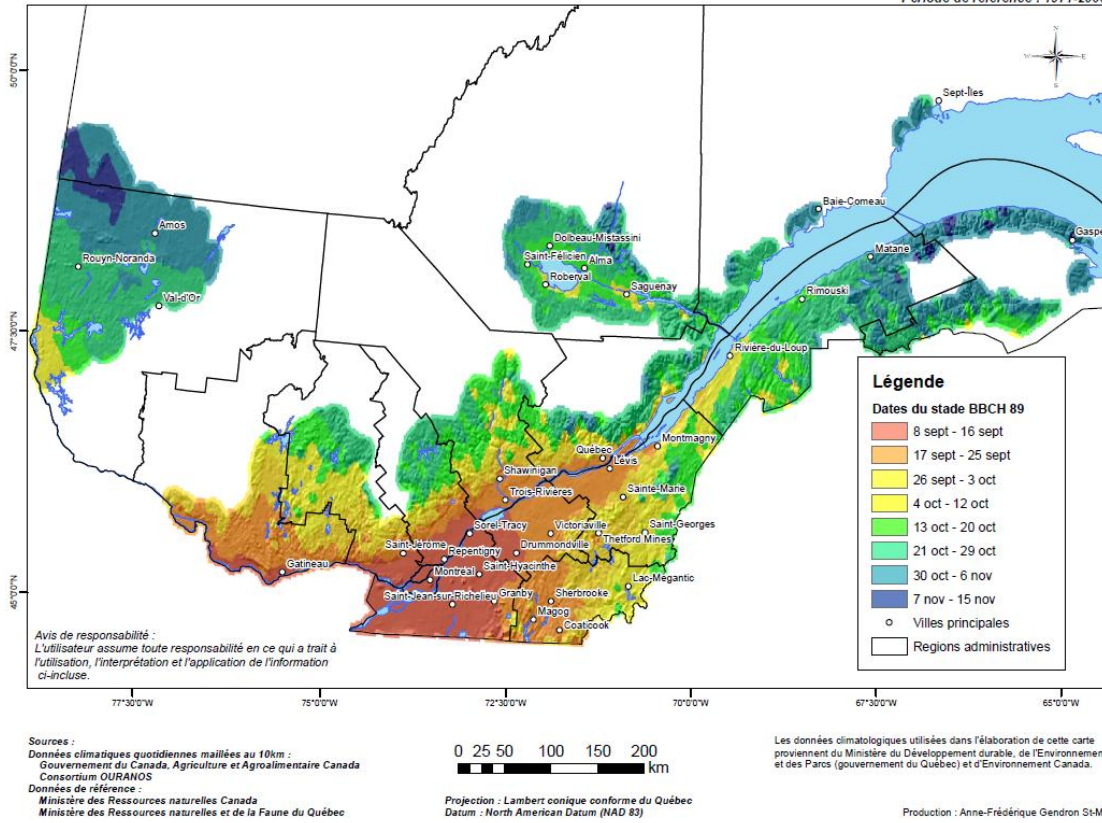 Période de référence :
50°0'0"N
47°30'0"N
45°0'0"N
N
W
E
S
Sept-Îles
Baie-Comeau
Gaspé
Matane
Rimouski
Amos
Rouyn-Noranda
Val-d'Or
Dolbeau-Mistassini
Saint-Félicien
Alma
Roberval
Saguenay
Rivière-du-Loup
Montmagny
Québec
Lévis
Shawinigan
Trois-Rivières
Sainte-Marie
Sorel-Tracy
Victoriaville
Saint-Georges
Thetford Mines
Saint-Jérôme
Repentigny
Drummondville
Gatineau
Montréal
Saint-Hyacinthe
Lac-Mégantic
Saint-Jean-sur-Richelieu
Granby
Sherbrooke
Magog
Coaticook
Légende
Dates du stade BBCH 89
8 sept - 16 sept
17 sept - 25 sept
26 sept - 3 oct
4 oct - 12 oct
13 oct - 20 oct
21 oct - 29 oct
30 oct - 6 nov
7 nov - 15 nov
Villes principales
Regions administratives
Avis de responsabilité :
L'utilisateur assume toute responsabilité en ce qui a trait à
l'utilisation, l'interprétation et l'application de l'information
ci-incluse.
77°30'0"W
75°0'0"W
72°30'0"W
70°0'0"W
67°30'0"W
65°0'0"W
Sources :
Données climatiques quotidiennes maillées au 10km :
Gouvernement du Canada, Agriculture et Agroalimentaire Canada
Consortium OURANOS
Données de référence :
Ministère des Ressources naturelles Canada
Ministère des Ressources naturelles et de la Faune du Québec
0 25 50 100 150 200
km
Projection : Lambert conique conforme du Québec
Datum : North American Datum (NAD 83)
Les données climatologiques utilisées dans l'élaboration de cette carte
proviennent du Ministère du Développement durable, de l'Environnemen
et des Parcs (gouvernement du Québec) et d'Environnement Canada.
Production : Anne-Frédérique Gendron St-M